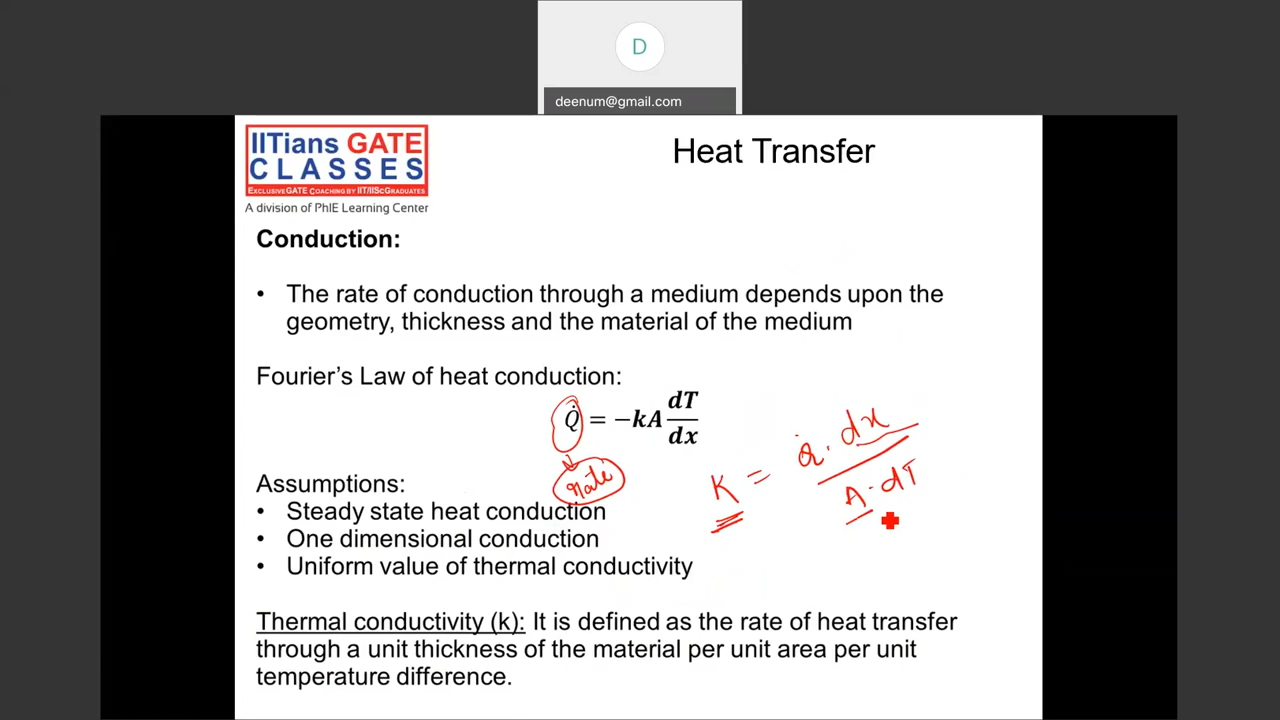 D
deenum@gmail.com
IITians GATE
CLASSES
EXCLUSIVE GATE COACHING BY IIT/IISc GRADUATES
A division of PhIE Learning Center
Heat Transfer
Conduction:
• The rate of conduction through a medium depends upon the
geometry, thickness and the material of the medium
Fourier's Law of heat conduction:
Q̇ = −kA dT/dx
rate
K = Q̇ · dx / A · dT
Assumptions:
• Steady state heat conduction
• One dimensional conduction
• Uniform value of thermal conductivity
Thermal conductivity (k): It is defined as the rate of heat transfer
through a unit thickness of the material per unit area per unit
temperature difference.